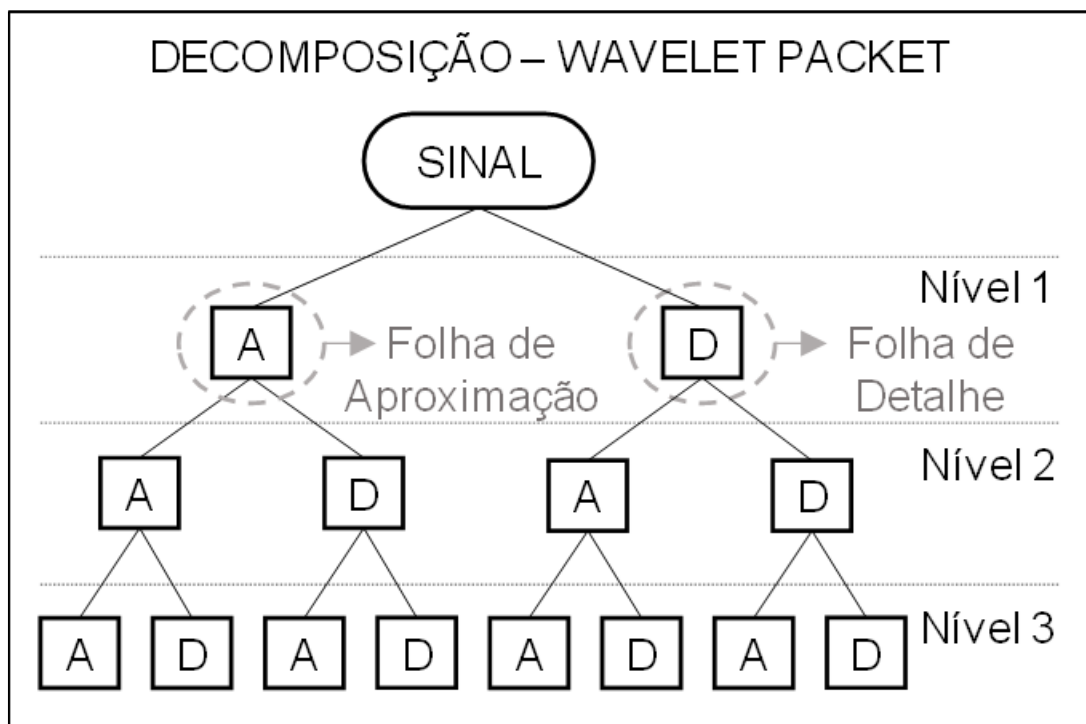 DECOMPOSIÇÃO – WAVELET PACKET
SINAL
Nível 1
A
Folha de
Aproximação
D
Folha de
Detalhe
Nível 2
A D A D
Nível 3
A D A D A D A D